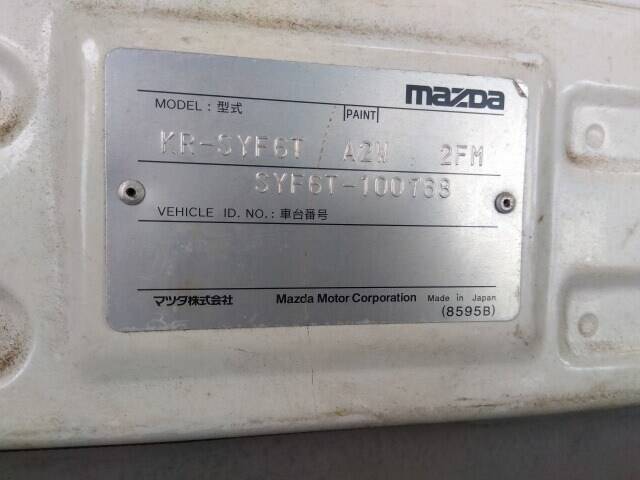 mazda
MODEL：型式 PAINT
KR-SYF6T A2W 2FM
SYF6T-100768
VEHICLE ID. NO.：車台番号
マツダ株式会社 Mazda Motor Corporation Made in Japan
(8595B)